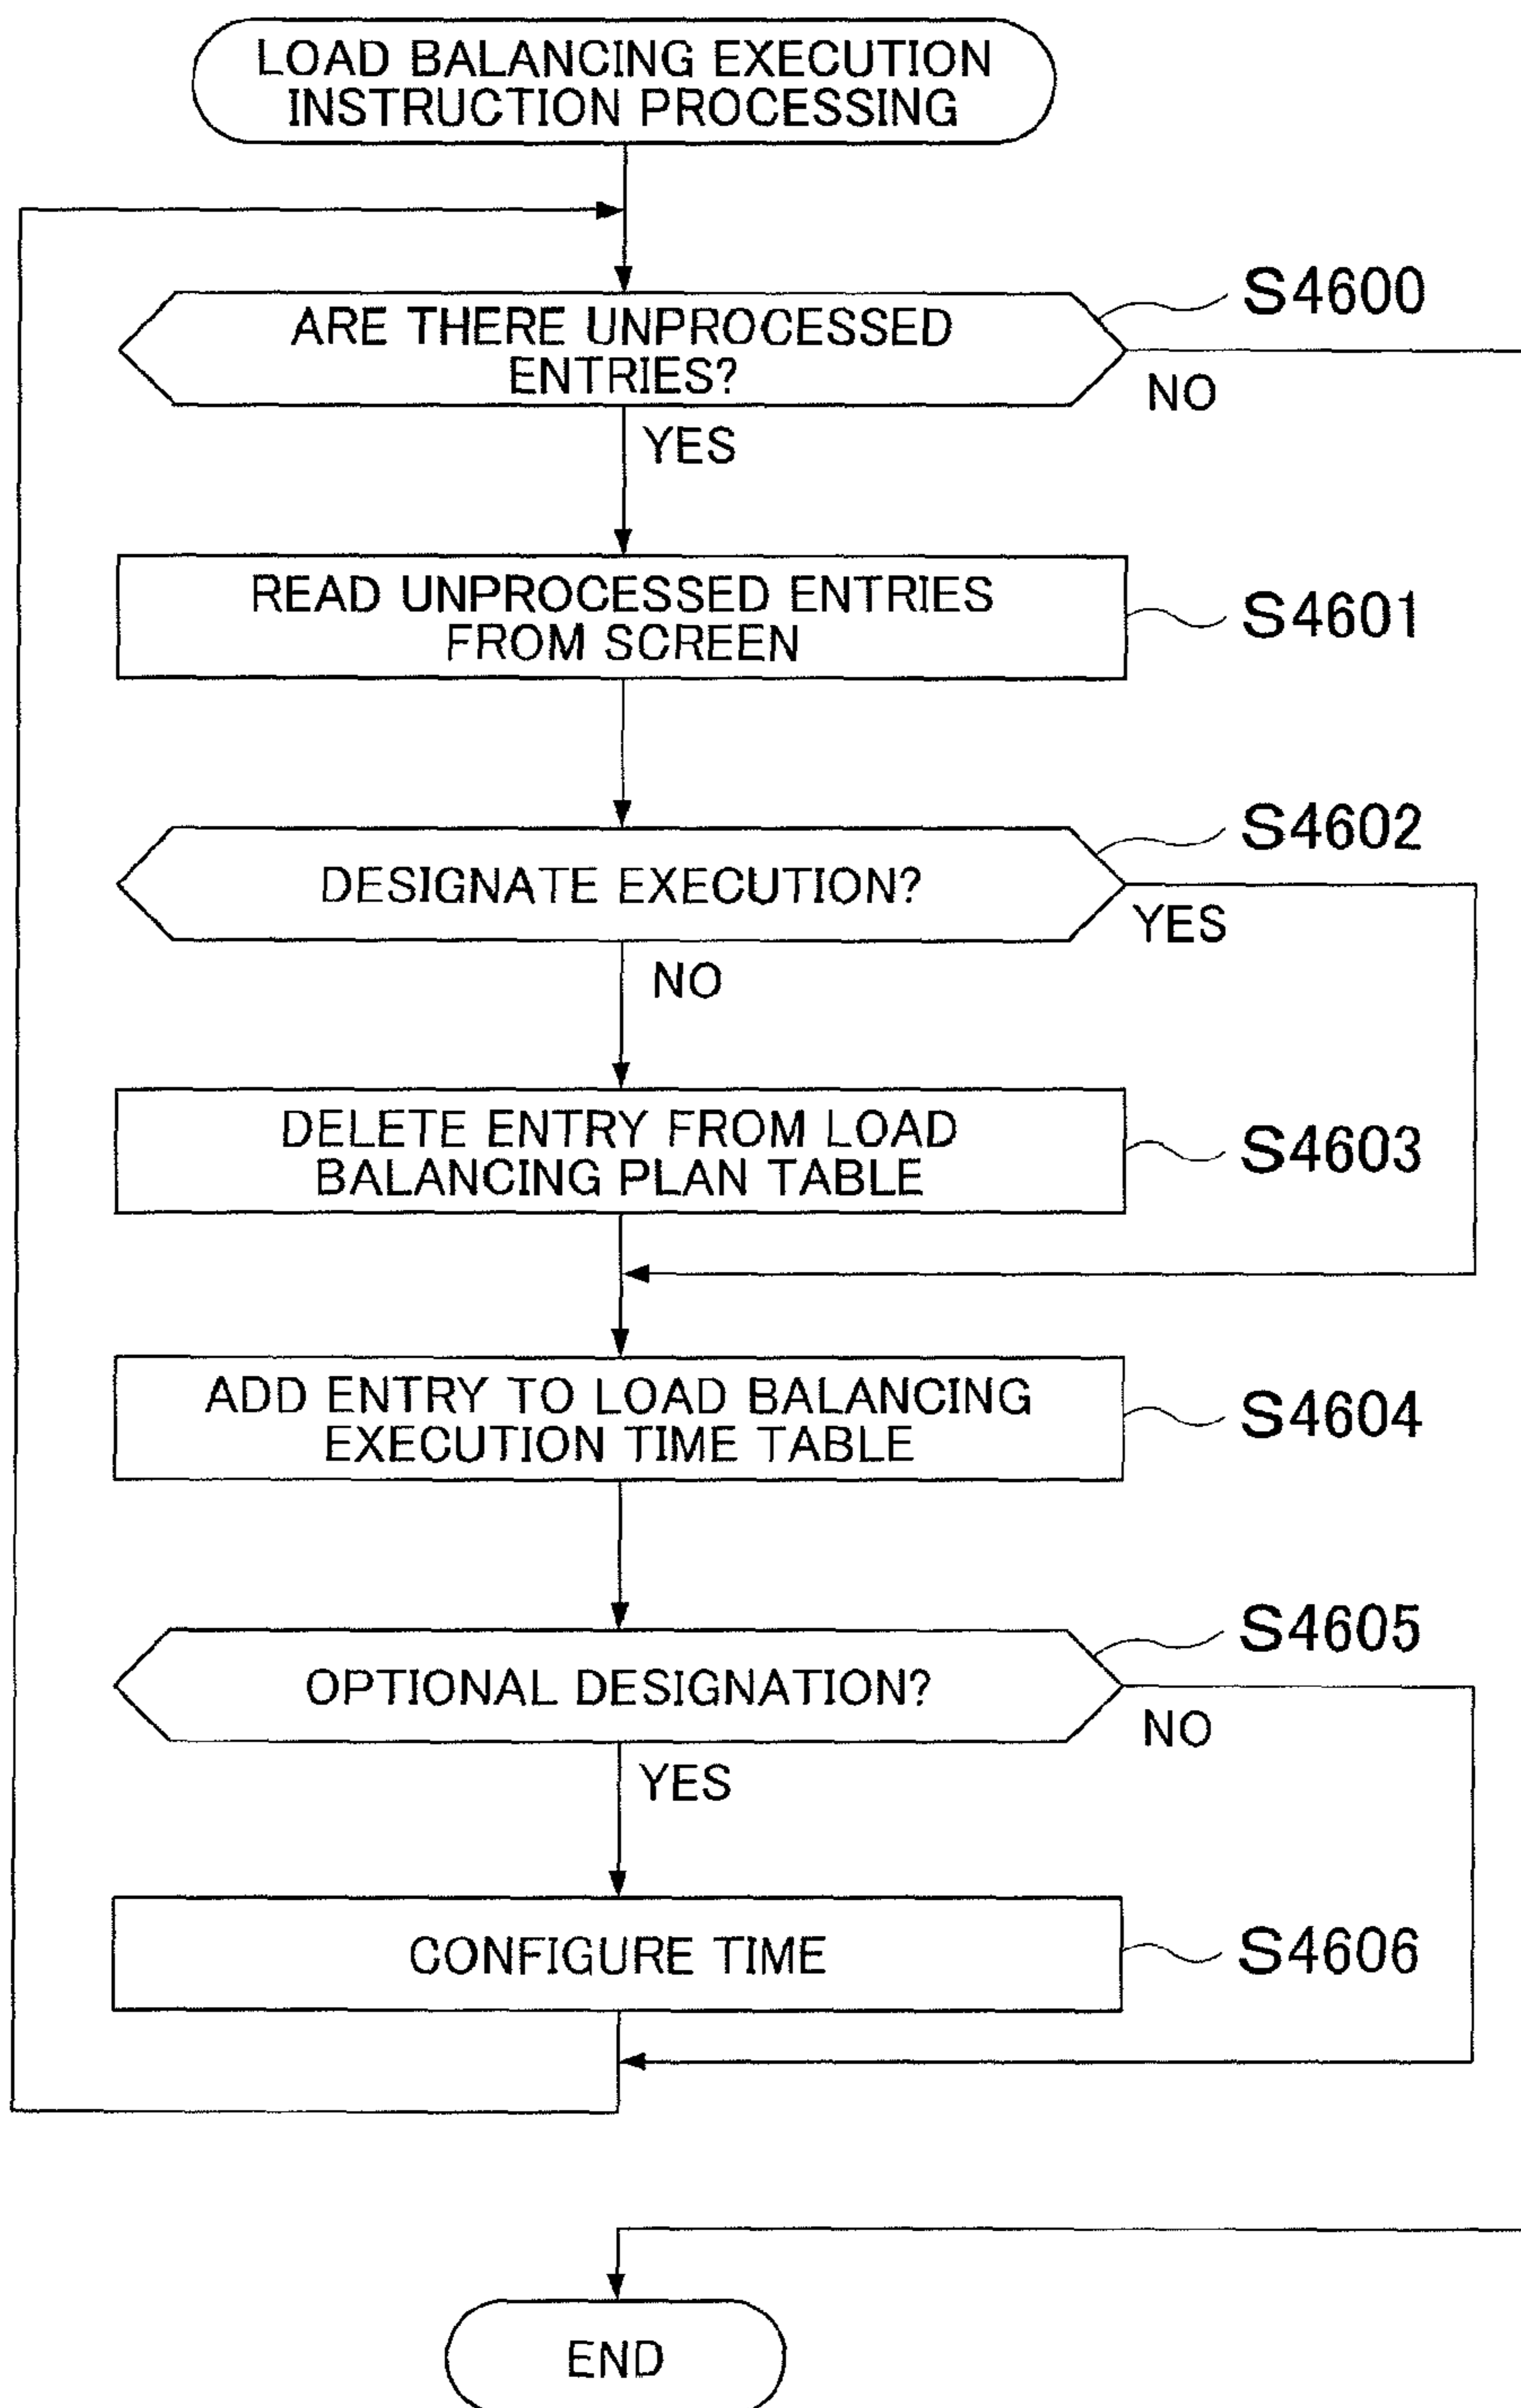 LOAD BALANCING EXECUTION
INSTRUCTION PROCESSING
S4600
ARE THERE UNPROCESSED
ENTRIES?
NO
YES
READ UNPROCESSED ENTRIES
FROM SCREEN
S4601
S4602
DESIGNATE EXECUTION?
YES
NO
DELETE ENTRY FROM LOAD
BALANCING PLAN TABLE
S4603
ADD ENTRY TO LOAD BALANCING
EXECUTION TIME TABLE
S4604
S4605
OPTIONAL DESIGNATION?
NO
YES
CONFIGURE TIME
S4606
END